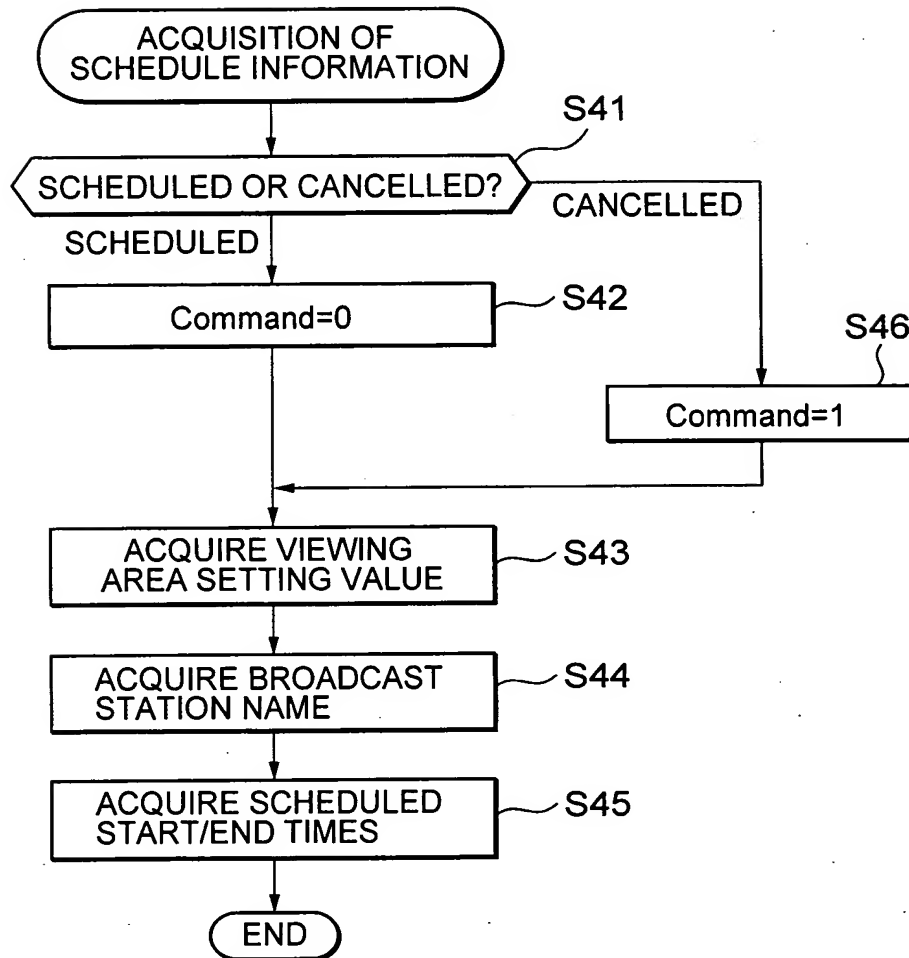 ACQUISITION OF
SCHEDULE INFORMATION
S41
SCHEDULED OR CANCELLED?
CANCELLED
SCHEDULED
S42
Command=0
S46
Command=1
ACQUIRE VIEWING
AREA SETTING VALUE
S43
ACQUIRE BROADCAST
STATION NAME
S44
ACQUIRE SCHEDULED
START/END TIMES
S45
END